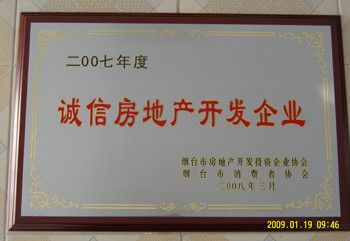 二00七年度
诚信房地产开发企业
烟台市房地产开发投资企业协会
烟台市消费者协会
二00八年三月
2009.01.19 09:46